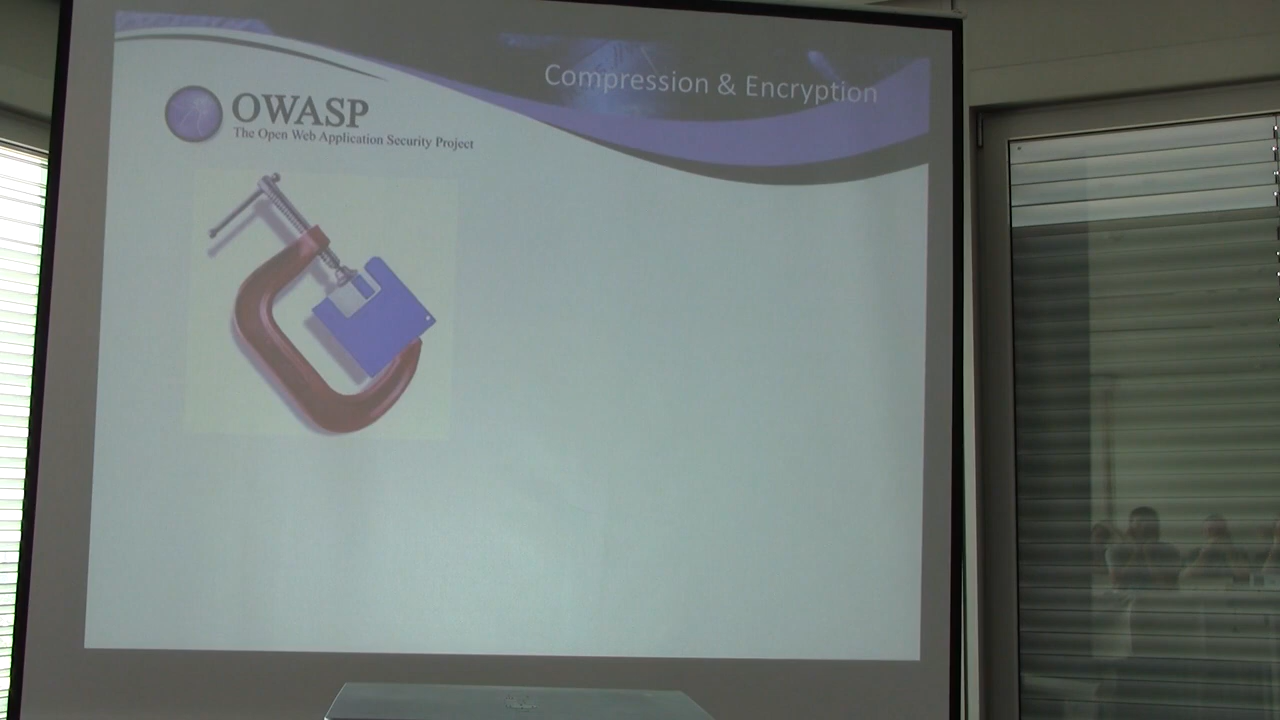 Compression & Encryption
OWASP
The Open Web Application Security Project